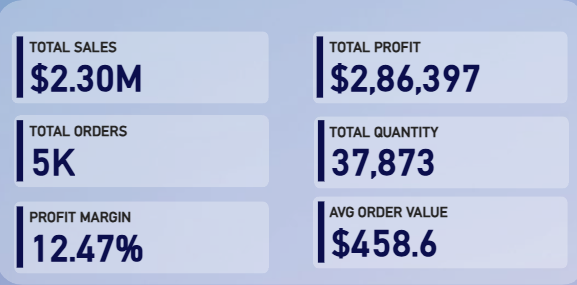 TOTAL SALES
$2.30M
TOTAL PROFIT
$2,86,397
TOTAL ORDERS
5K
TOTAL QUANTITY
37,873
PROFIT MARGIN
12.47%
AVG ORDER VALUE
$458.6